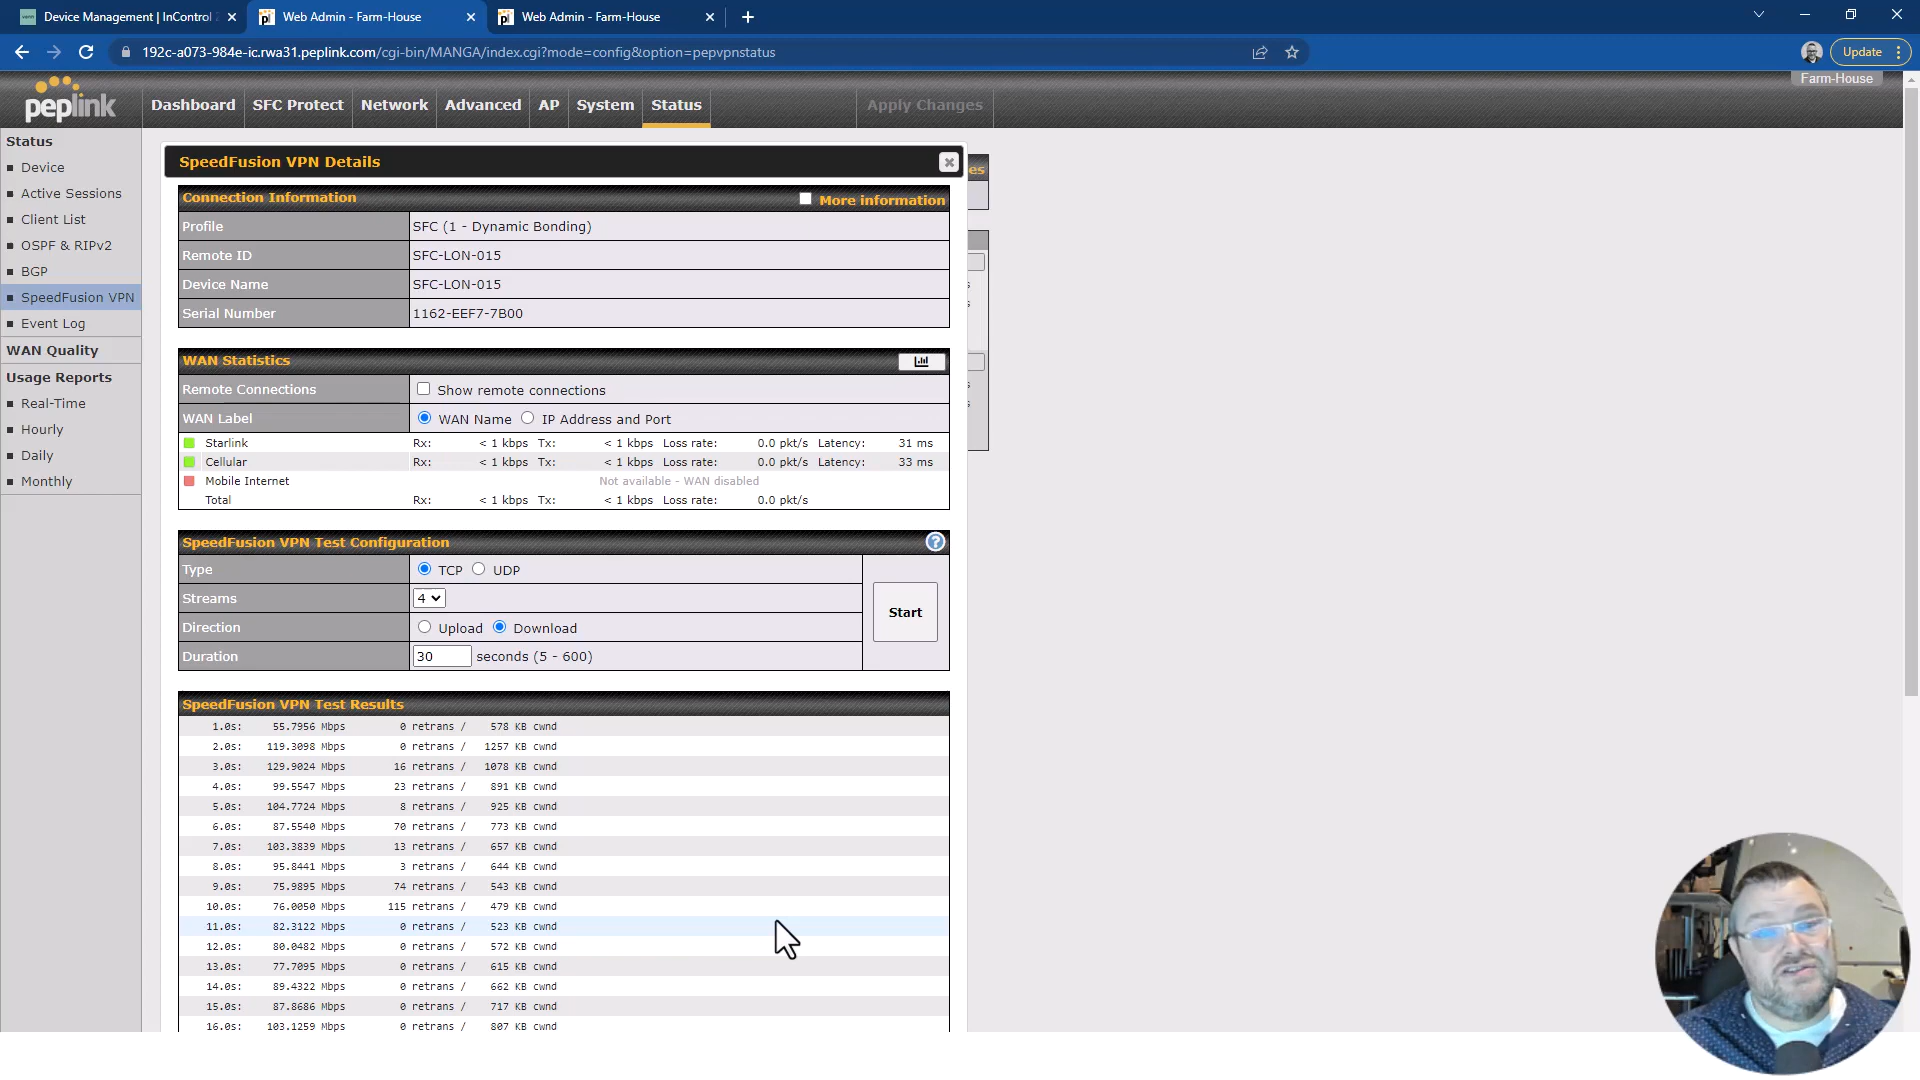 Device Management | InControl
Web Admin - Farm-House
Web Admin - Farm-House
192c-a073-984e-ic.rwa31.peplink.com/cgi-bin/MANGA/index.cgi?mode=config&option=pepvpnstatus
Update
Farm-House
peplink
Dashboard SFC Protect Network Advanced AP System Status Apply Changes
Status
Device
Active Sessions
Client List
OSPF & RIPv2
BGP
SpeedFusion VPN
Event Log
WAN Quality
Usage Reports
Real-Time
Hourly
Daily
Monthly
SpeedFusion VPN Details
Connection Information More information
Profile SFC (1 - Dynamic Bonding)
Remote ID SFC-LON-015
Device Name SFC-LON-015
Serial Number 1162-EEF7-7B00
WAN Statistics
Remote Connections Show remote connections
WAN Label WAN Name IP Address and Port
Starlink Rx: < 1 kbps Tx: < 1 kbps Loss rate: 0.0 pkt/s Latency: 31 ms
Cellular Rx: < 1 kbps Tx: < 1 kbps Loss rate: 0.0 pkt/s Latency: 33 ms
Mobile Internet Not available - WAN disabled
Total Rx: < 1 kbps Tx: < 1 kbps Loss rate: 0.0 pkt/s
SpeedFusion VPN Test Configuration ?
Type TCP UDP
Streams 4
Direction Upload Download
Duration 30 seconds (5 - 600)
Start
SpeedFusion VPN Test Results
1.0s: 55.7956 Mbps 0 retrans / 578 KB cwnd
2.0s: 119.3098 Mbps 0 retrans / 1257 KB cwnd
3.0s: 129.9024 Mbps 16 retrans / 1078 KB cwnd
4.0s: 99.5547 Mbps 23 retrans / 891 KB cwnd
5.0s: 104.7724 Mbps 8 retrans / 925 KB cwnd
6.0s: 87.5540 Mbps 70 retrans / 773 KB cwnd
7.0s: 103.3839 Mbps 13 retrans / 657 KB cwnd
8.0s: 95.8441 Mbps 3 retrans / 644 KB cwnd
9.0s: 75.9895 Mbps 74 retrans / 543 KB cwnd
10.0s: 76.0050 Mbps 115 retrans / 479 KB cwnd
11.0s: 82.3122 Mbps 0 retrans / 523 KB cwnd
12.0s: 80.0482 Mbps 0 retrans / 572 KB cwnd
13.0s: 77.7095 Mbps 0 retrans / 615 KB cwnd
14.0s: 89.4322 Mbps 0 retrans / 662 KB cwnd
15.0s: 87.8686 Mbps 0 retrans / 717 KB cwnd
16.0s: 103.1259 Mbps 0 retrans / 807 KB cwnd